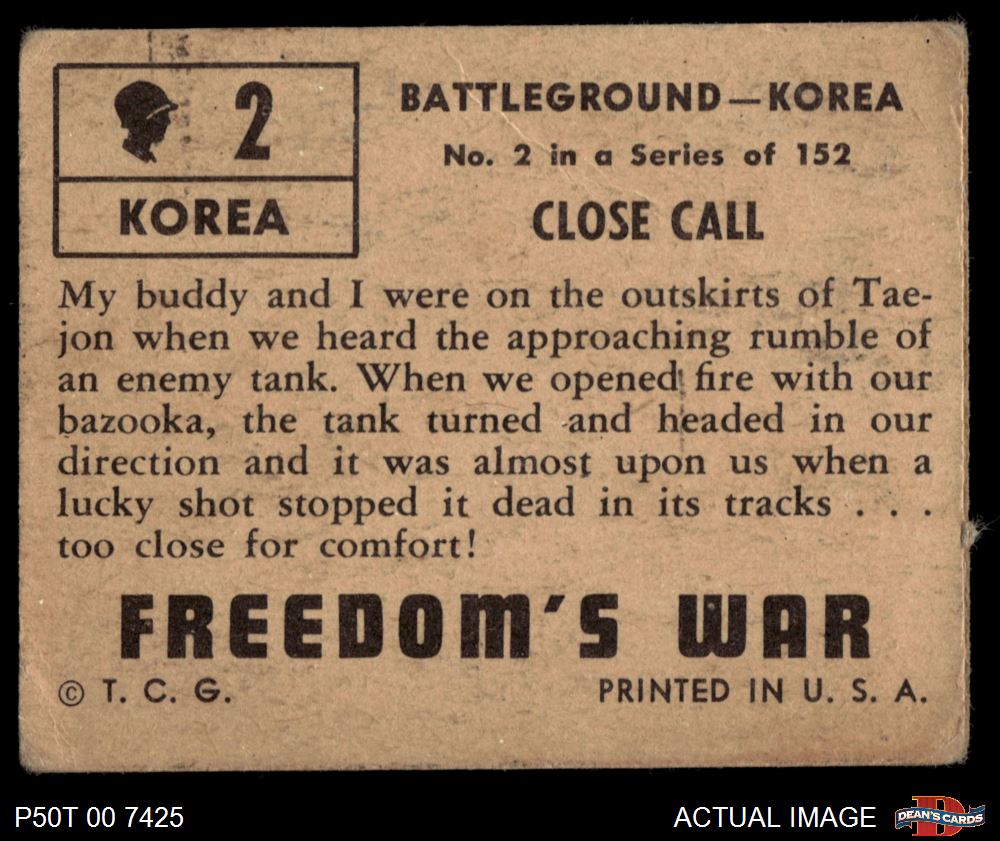 2
KOREA
BATTLEGROUND—KOREA
No. 2 in a Series of 152
CLOSE CALL
My buddy and I were on the outskirts of Tae-
jon when we heard the approaching rumble of
an enemy tank. When we opened fire with our
bazooka, the tank turned and headed in our
direction and it was almost upon us when a
lucky shot stopped it dead in its tracks . . .
too close for comfort!
FREEDOM'S WAR
© T. C. G.
PRINTED IN U. S. A.
P50T 00 7425
ACTUAL IMAGE
D
DEAN'S CARDS